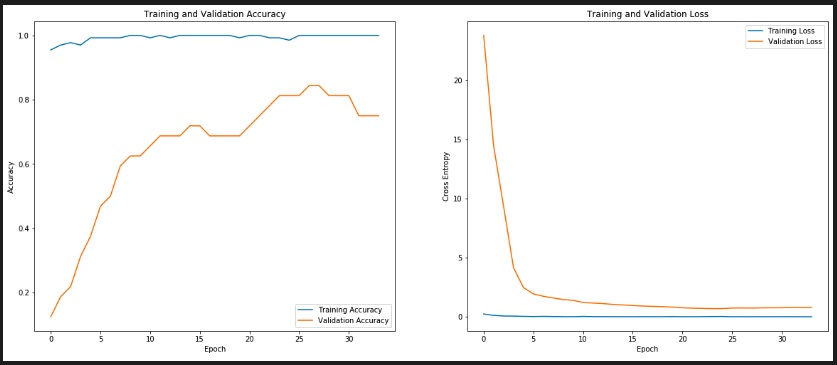 Training and Validation Accuracy
1.0
0.8
0.6
0.4
0.2
Accuracy
0
5
10
15
20
25
30
Epoch
Training Accuracy
Validation Accuracy
Training and Validation Loss
20
15
10
5
0
Cross Entropy
0
5
10
15
20
25
30
Epoch
Training Loss
Validation Loss